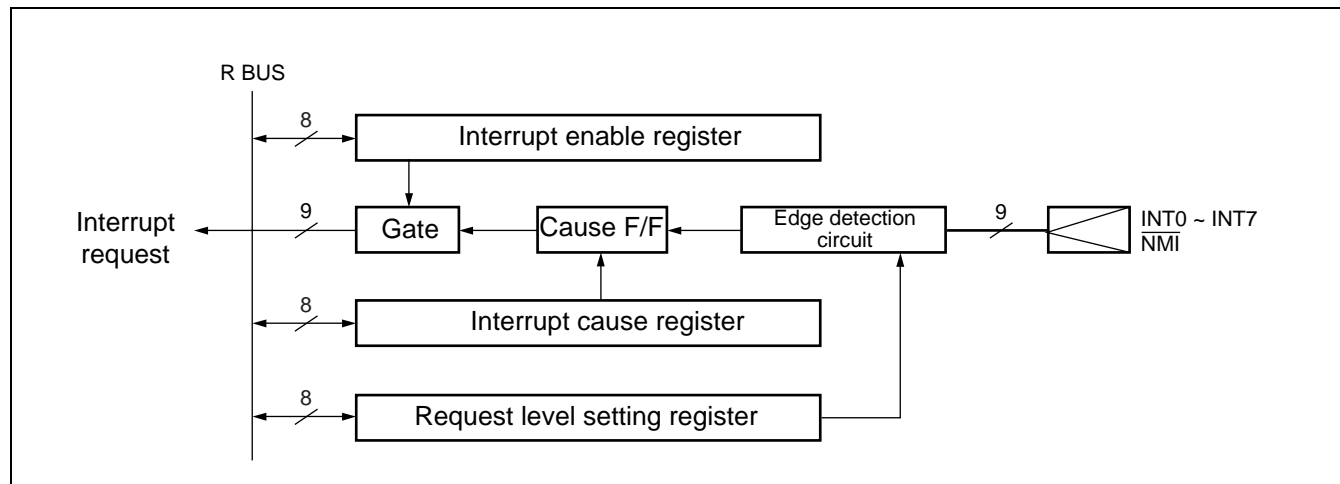 R BUS
8
Interrupt enable register
Interrupt
request
9
Gate
Cause F/F
Edge detection
circuit
9
INT0 ~ INT7
NMI
8
Interrupt cause register
8
Request level setting register